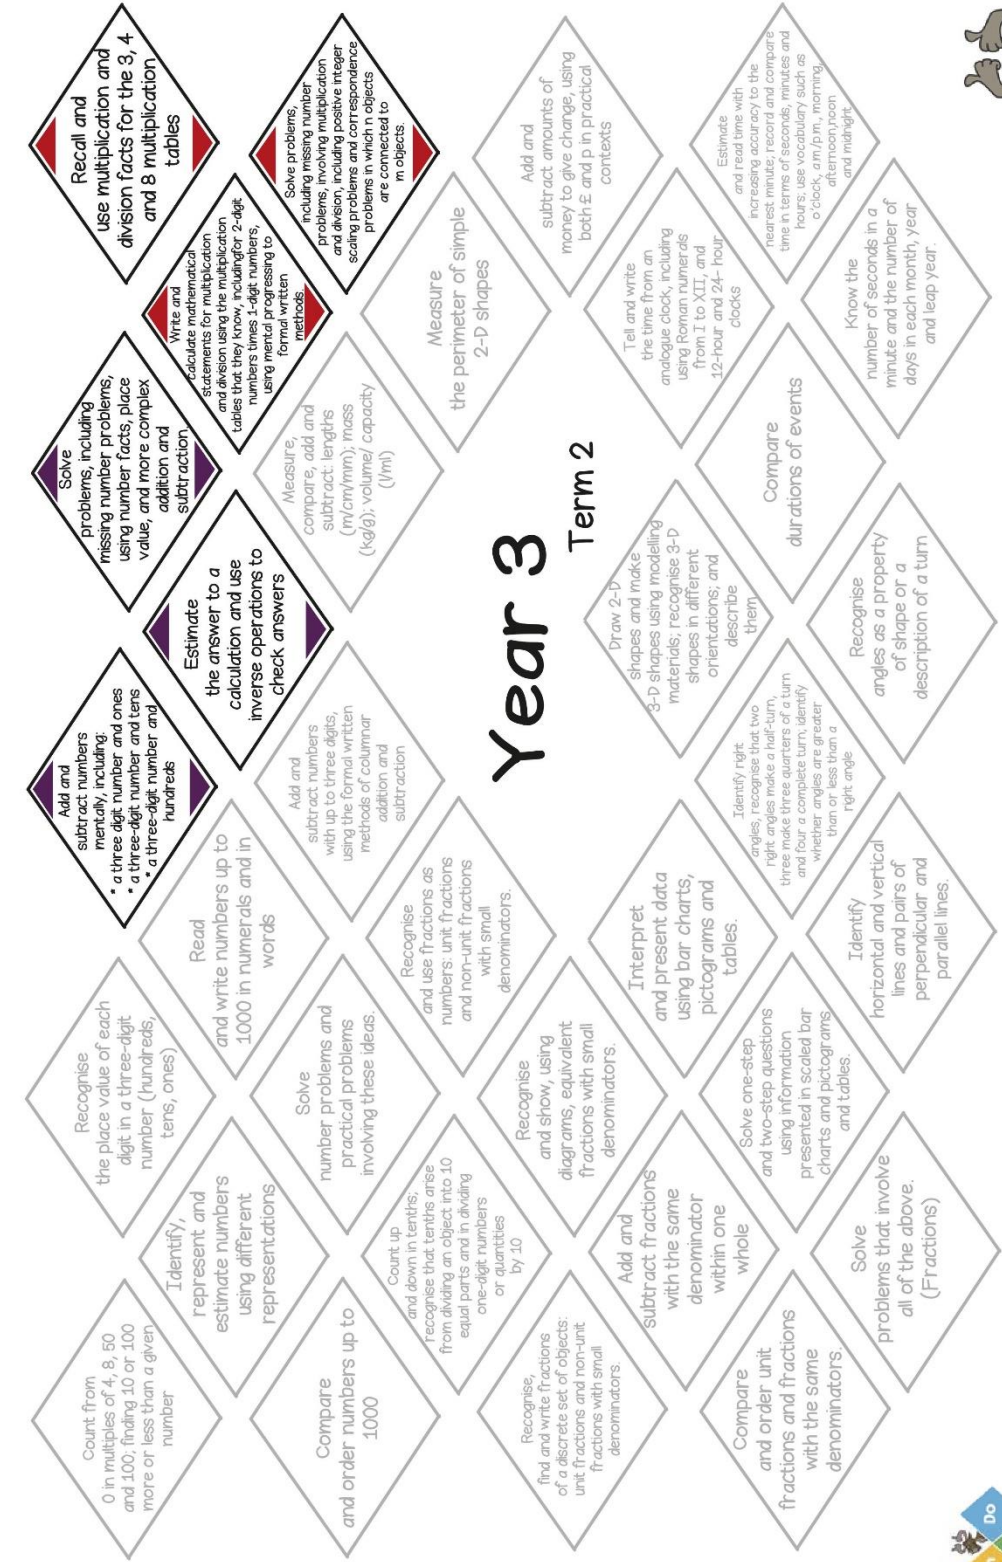 Count from
0 in multiples of 4, 8, 50
and 100; finding 10 or 100
more or less than a given
number
Recognise
the place value of each
digit in a three-digit
number (hundreds,
tens, ones)
Add and
subtract numbers
mentally, including:
* a three digit number and ones
* a three-digit number and tens
* a three-digit number and
hundreds
Solve
problems, including
missing number problems,
using number facts, place
value, and more complex
addition and
subtraction.
Recall and
use multiplication and
division facts for the 3, 4
and 8 multiplication
tables
Identify,
represent and
estimate numbers
using different
representations
Read
and write numbers up to
1000 in numerals and in
words
Estimate
the answer to a
calculation and use
inverse operations to
check answers
Write and
calculate mathematical
statements for multiplication
and division using the multiplication
tables that they know, includingfor 2-digit
numbers times 1-digit numbers,
using mental progressing to
formal written
methods.
Compare
and order numbers up to
1000
Solve
number problems and
practical problems
involving these ideas.
Add and
subtract numbers
with up to three digits,
using the formal written
methods of columnar
addition and
subtraction
Measure,
compare, add and
subtract: lengths
(m/cm/mm); mass
(kg/g); volume/ capacity
(l/ml)
Solve problems,
including missing number
problems, involving multiplication
and division, including positive integer
scaling problems and correspondence
problems in which n objects
are connected to
m objects.
Count up
and down in tenths;
recognise that tenths arise
from dividing an object into 10
equal parts and in dividing
one-digit numbers
or quantities
by 10
Recognise
and use fractions as
numbers: unit fractions
and non-unit fractions
with small
denominators.
Measure
the perimeter of simple
2-D shapes
Recognise,
find and write fractions
of a discrete set of objects:
unit fractions and non-unit
fractions with small
denominators.
Recognise
and show, using
diagrams, equivalent
fractions with small
denominators.
Year 3
Term 2
Add and
subtract amounts of
money to give change, using
both £ and p in practical
contexts
Add and
subtract fractions
with the same
denominator
within one
whole
Interpret
and present data
using bar charts,
pictograms and
tables.
Draw 2-D
shapes and make
3-D shapes using modelling
materials; recognise 3-D
shapes in different
orientations; and
describe
them
Tell and write
the time from an
analogue clock, including
using Roman numerals
from I to XII, and
12-hour and 24- hour
clocks
Compare
and order unit
fractions and fractions
with the same
denominators.
Solve one-step
and two-step questions
using information
presented in scaled bar
charts and pictograms
and tables.
Identify right
angles, recognise that two
right angles make a half-turn,
three make three quarters of a turn
and four a complete turn; identify
whether angles are greater
than or less than a
right angle
Compare
durations of events
Estimate
and read time with
increasing accuracy to the
nearest minute; record and compare
time in terms of seconds, minutes and
hours; use vocabulary such as
o'clock, a.m/p.m., morning,
afternoon,noon
and midnight.
Solve
problems that involve
all of the above.
(Fractions)
Identify
horizontal and vertical
lines and pairs of
perpendicular and
parallel lines.
Recognise
angles as a property
of shape or a
description of a turn
Know the
number of seconds in a
minute and the number of
days in each month, year
and leap year.
Do